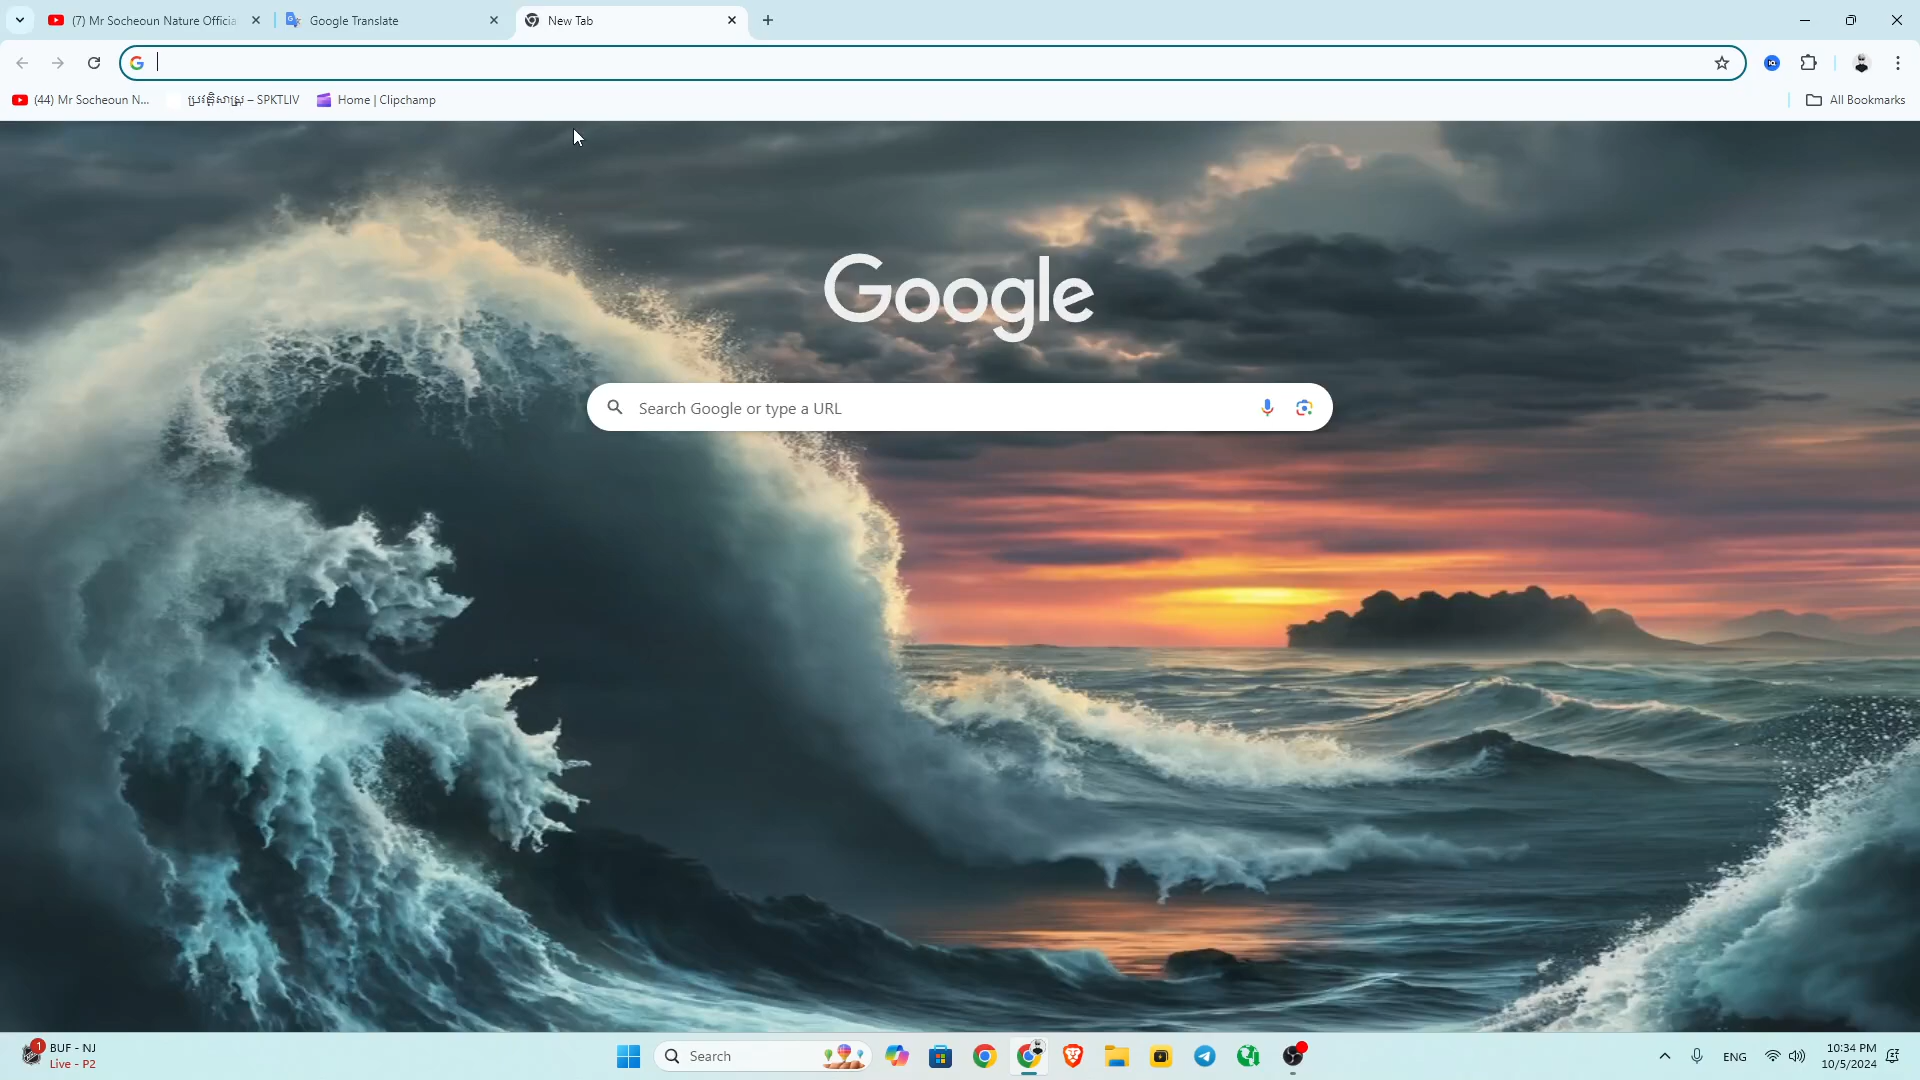 (7) Mr Socheoun Nature Officia
Google Translate
New Tab
(44) Mr Socheoun N...
ប្រវត្តិសាស្រ្ត – SPKTLIV
Home | Clipchamp
All Bookmarks
Google
Search Google or type a URL
1
BUF - NJ
Live - P2
Search
ENG
10:34 PM
10/5/2024